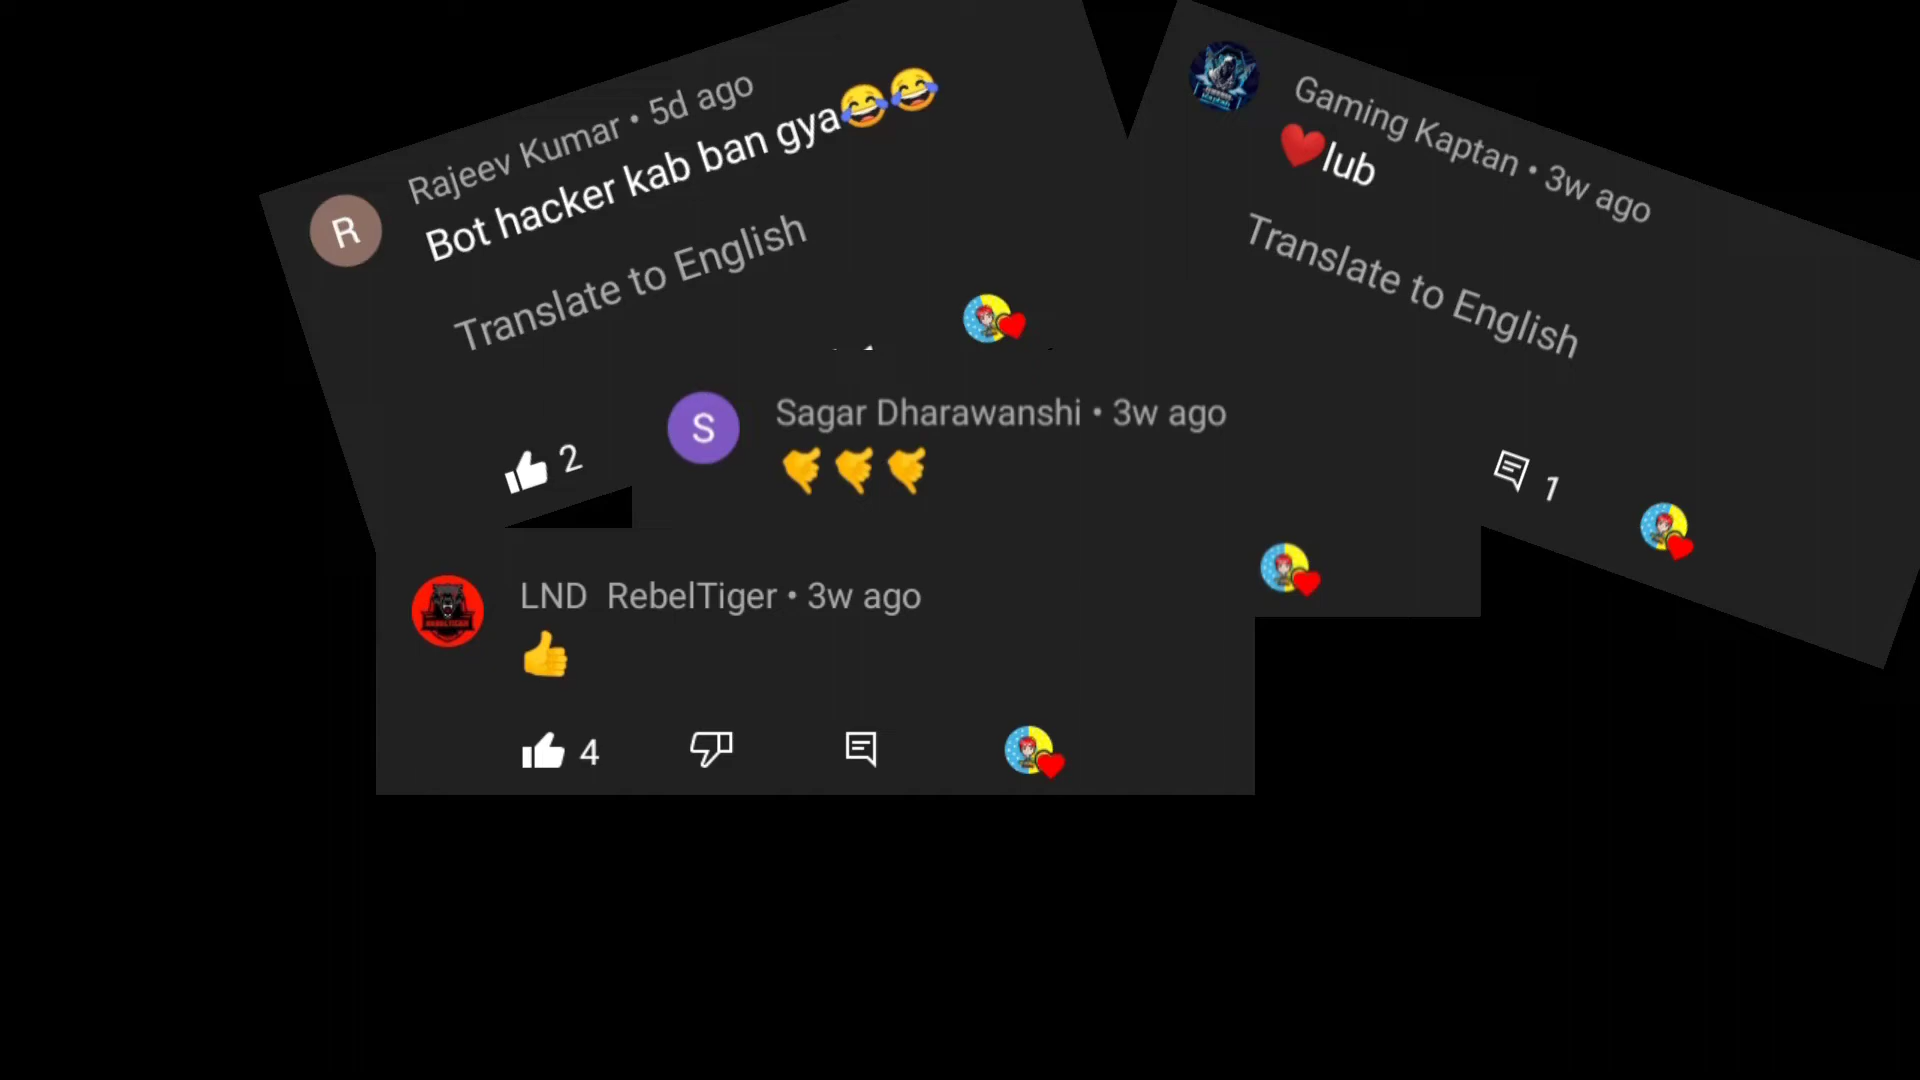 Rajeev Kumar • 5d ago
R
Bot hacker kab ban gya😂😂
Translate to English
2
Gaming Kaptan • 3w ago
❤️lub
Translate to English
1
S
Sagar Dharawanshi • 3w ago
🤙🤙🤙
LND RebelTiger • 3w ago
REBELTIGER
👍
4